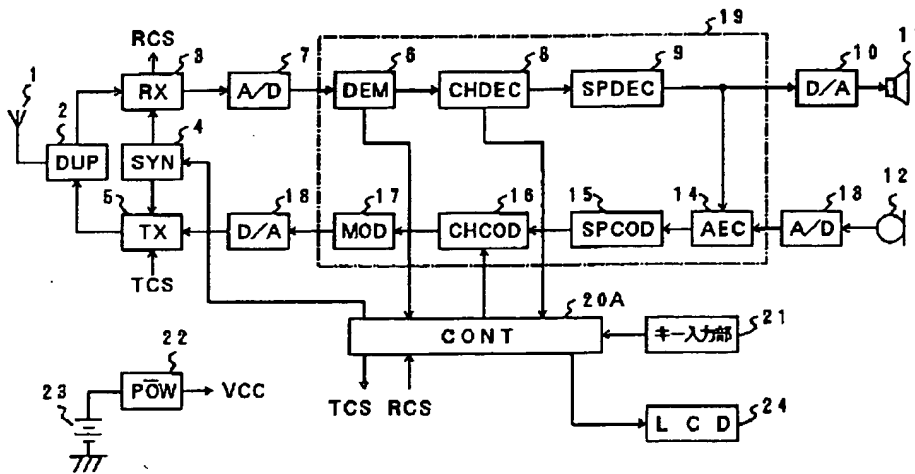 RCS
1
2
3
4
5
6
7
8
9
10
1
12
13
14
15
16
17
18
19
DUP
RX
SYN
TX
TCS
A/D
DEM
CHDEC
SPDEC
D/A
D/A
MOD
CHCOD
SPCOD
AEC
A/D
20A
CONT
21
キー入力部
TCS RCS
22
POW
VCC
23
24
LCD